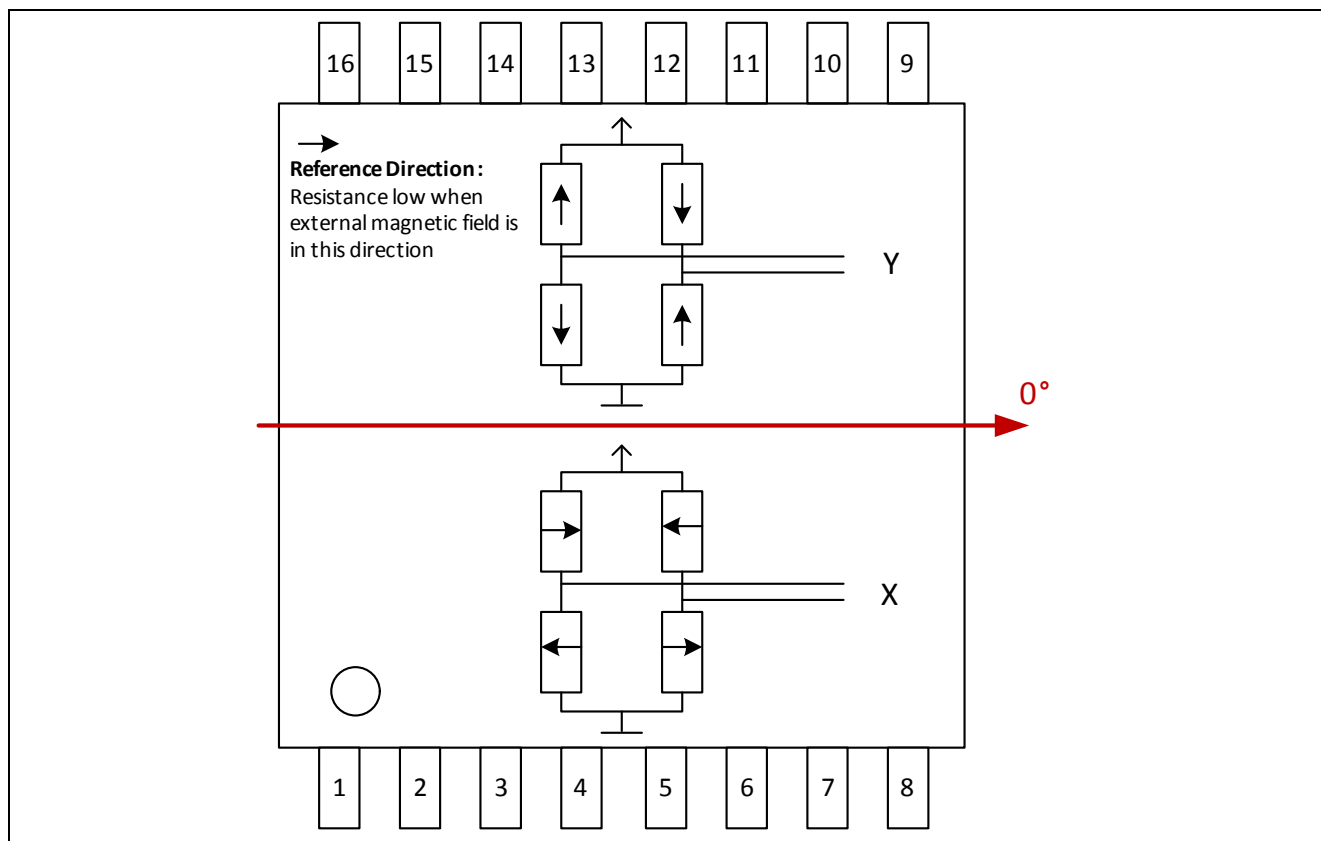 16 15 14 13 12 11 10 9
Reference Direction:
Resistance low when
external magnetic field is
in this direction
Y
0°
X
1 2 3 4 5 6 7 8